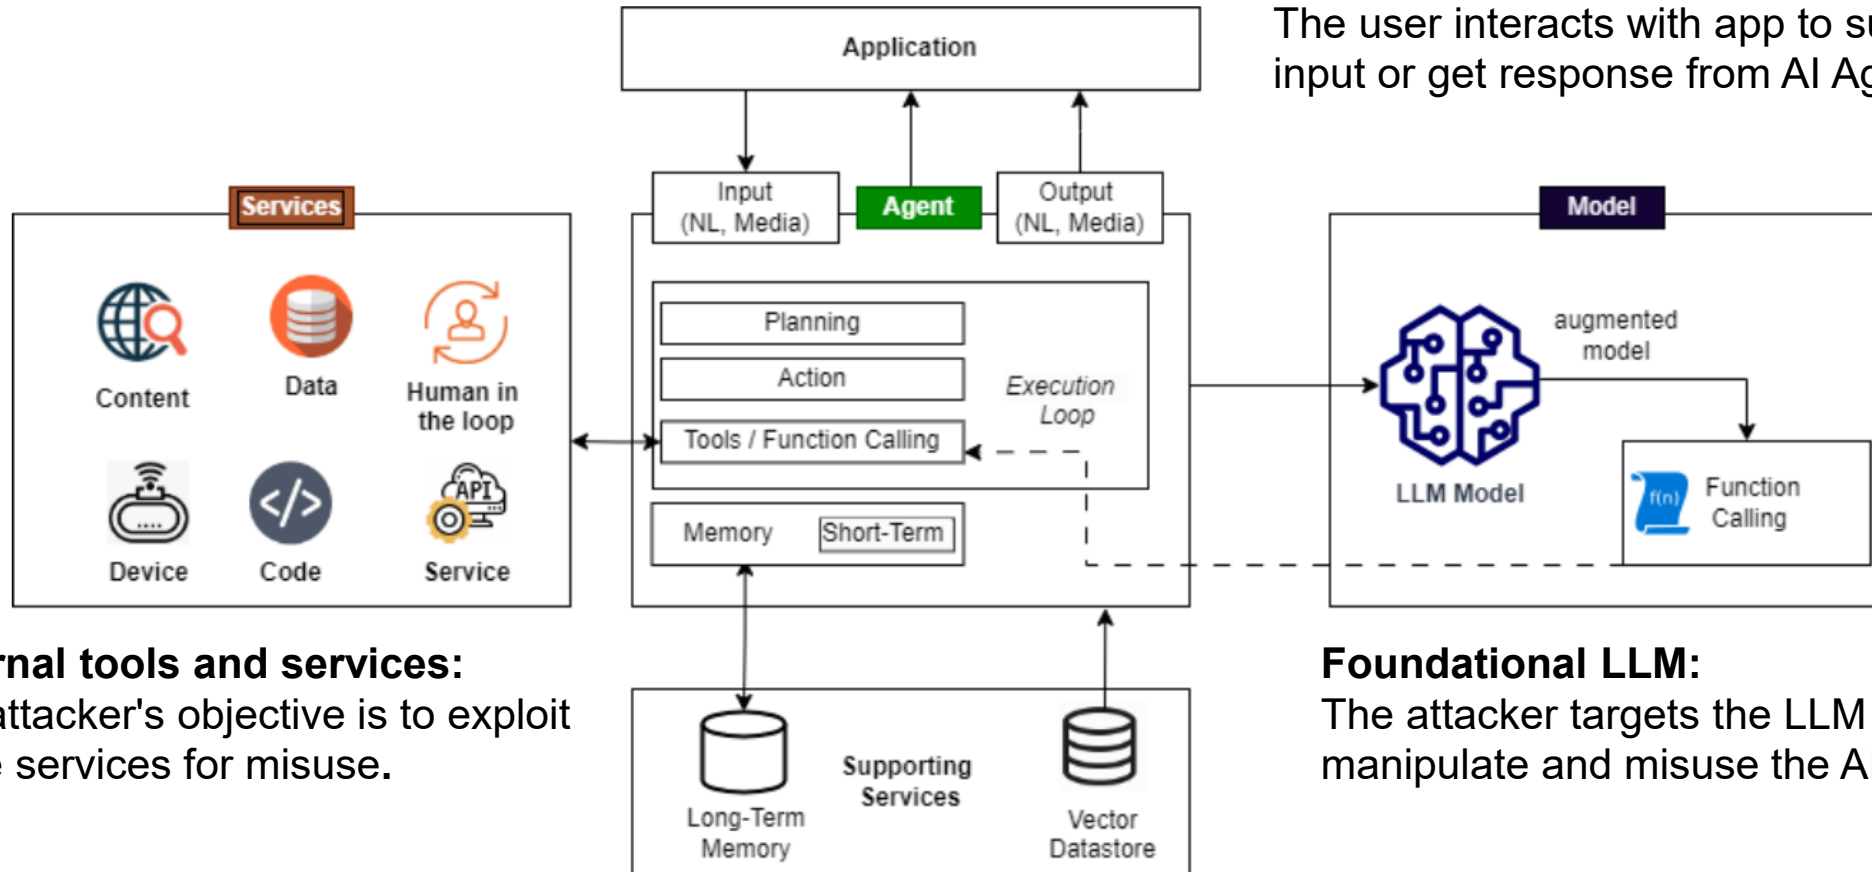 The user interacts with app to su
input or get response from AI Ag
Application
Input
(NL, Media)
Agent
Output
(NL, Media)
Services
Content
Data
Human in
the loop
Device
Code
API
Service
Planning
Action
Tools / Function Calling
Execution
Loop
Memory
Short-Term
Model
augmented
model
LLM Model
f(n)
Function
Calling
rnal tools and services:
attacker's objective is to exploit
e services for misuse.
Supporting
Services
Long-Term
Memory
Vector
Datastore
Foundational LLM:
The attacker targets the LLM
manipulate and misuse the A